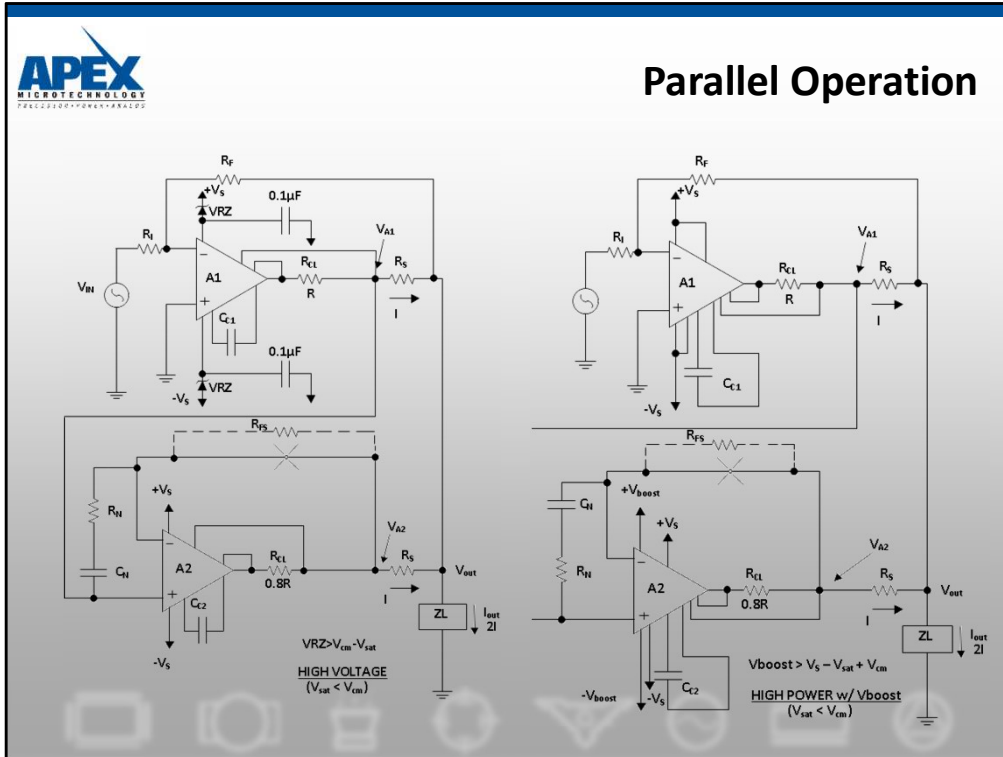 APEX
MICROTECHNOLOGY
PRECISION•POWER•ANALOG
Parallel Operation
RF
+VS
VRZ
0.1µF
RI
VA1
RCL
RS
A1
R
VIN
I
CC1
0.1µF
VRZ
-VS
RFS
+VS
RN
VA2
RCL
RS
A2
0.8R
Vout
CN
I
CC2
ZL
Iout
2I
-VS
VRZ>Vcm-Vsat
HIGH VOLTAGE
(Vsat < Vcm)
RF
+VS
RI
VA1
RCL
RS
A1
R
I
CC1
-VS
RFS
+Vboost
CN
+VS
VA2
RCL
RS
RN
A2
0.8R
Vout
I
ZL
Iout
2I
CC2
Vboost > VS – Vsat + Vcm
-VS
-Vboost
HIGH POWER w/ Vboost
(Vsat < Vcm)